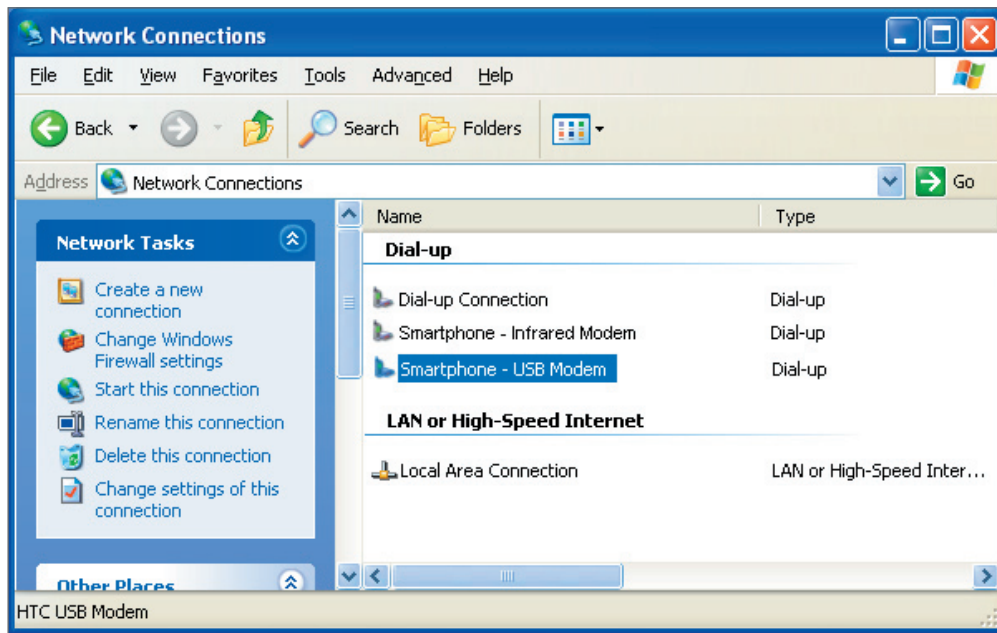 Network Connections
File Edit View Favorites Tools Advanced Help
Back Search Folders
Address Network Connections Go
Network Tasks
Create a new
connection
Change Windows
Firewall settings
Start this connection
Rename this connection
Delete this connection
Change settings of this
connection
Other Places
Name Type
Dial-up
Dial-up Connection Dial-up
Smartphone - Infrared Modem Dial-up
Smartphone - USB Modem Dial-up
LAN or High-Speed Internet
Local Area Connection LAN or High-Speed Inter...
HTC USB Modem